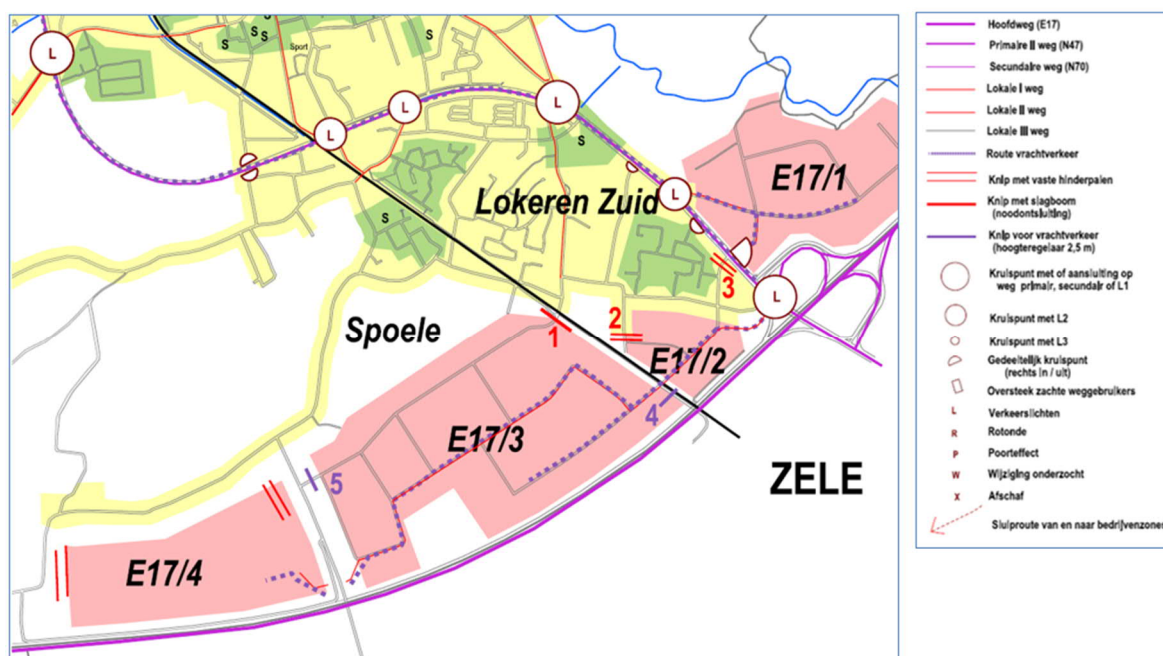 S
S
S
S
Sport
S
L
L
L
L
S
E17/1
Lokeren Zuid
L
S
3
L
Spoele
1
2
E17/2
4
E17/3
ZELE
5
E17/4
Hoofdweg (E17)
Primaire II weg (N47)
Secundaire weg (N70)
Lokale I weg
Lokale II weg
Lokale III weg
Route vrachtverkeer
Knip met vaste hinderpalen
Knip met slagboom
(noodontsluiting)
Knip voor vrachtverkeer
(hoogteregelaar 2,5 m)
Kruispunt met of aansluiting op
weg primair, secundair of L1
Kruispunt met L2
Kruispunt met L3
Gedeeltelijk kruispunt
(rechts in / uit)
Oversteek zachte weggebruikers
L Verkeerslichten
R Rotonde
P Poorteffect
W Wijziging onderzocht
X Afschaf
Sluiproute van en naar bedrijvenzones